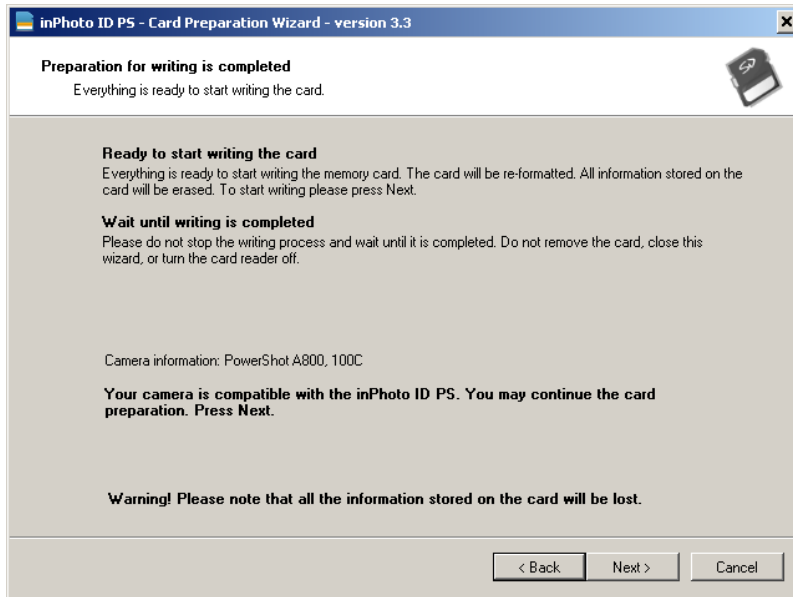 inPhoto ID PS - Card Preparation Wizard - version 3.3
Preparation for writing is completed
Everything is ready to start writing the card.
Ready to start writing the card
Everything is ready to start writing the memory card. The card will be re-formatted. All information stored on the
card will be erased. To start writing please press Next.
Wait until writing is completed
Please do not stop the writing process and wait until it is completed. Do not remove the card, close this
wizard, or turn the card reader off.
Camera information: PowerShot A800, 100C
Your camera is compatible with the inPhoto ID PS. You may continue the card
preparation. Press Next.
Warning! Please note that all the information stored on the card will be lost.
< Back
Next >
Cancel